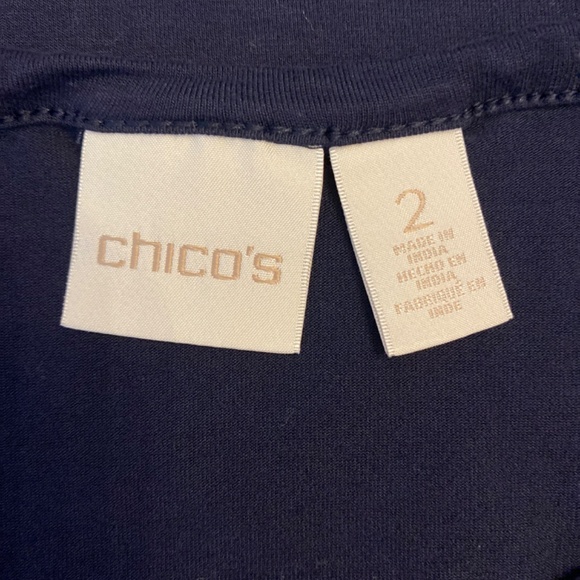 chico's
2
MADE IN
INDIA
HECHO EN
INDIA
FABRIQUÉ EN
INDE